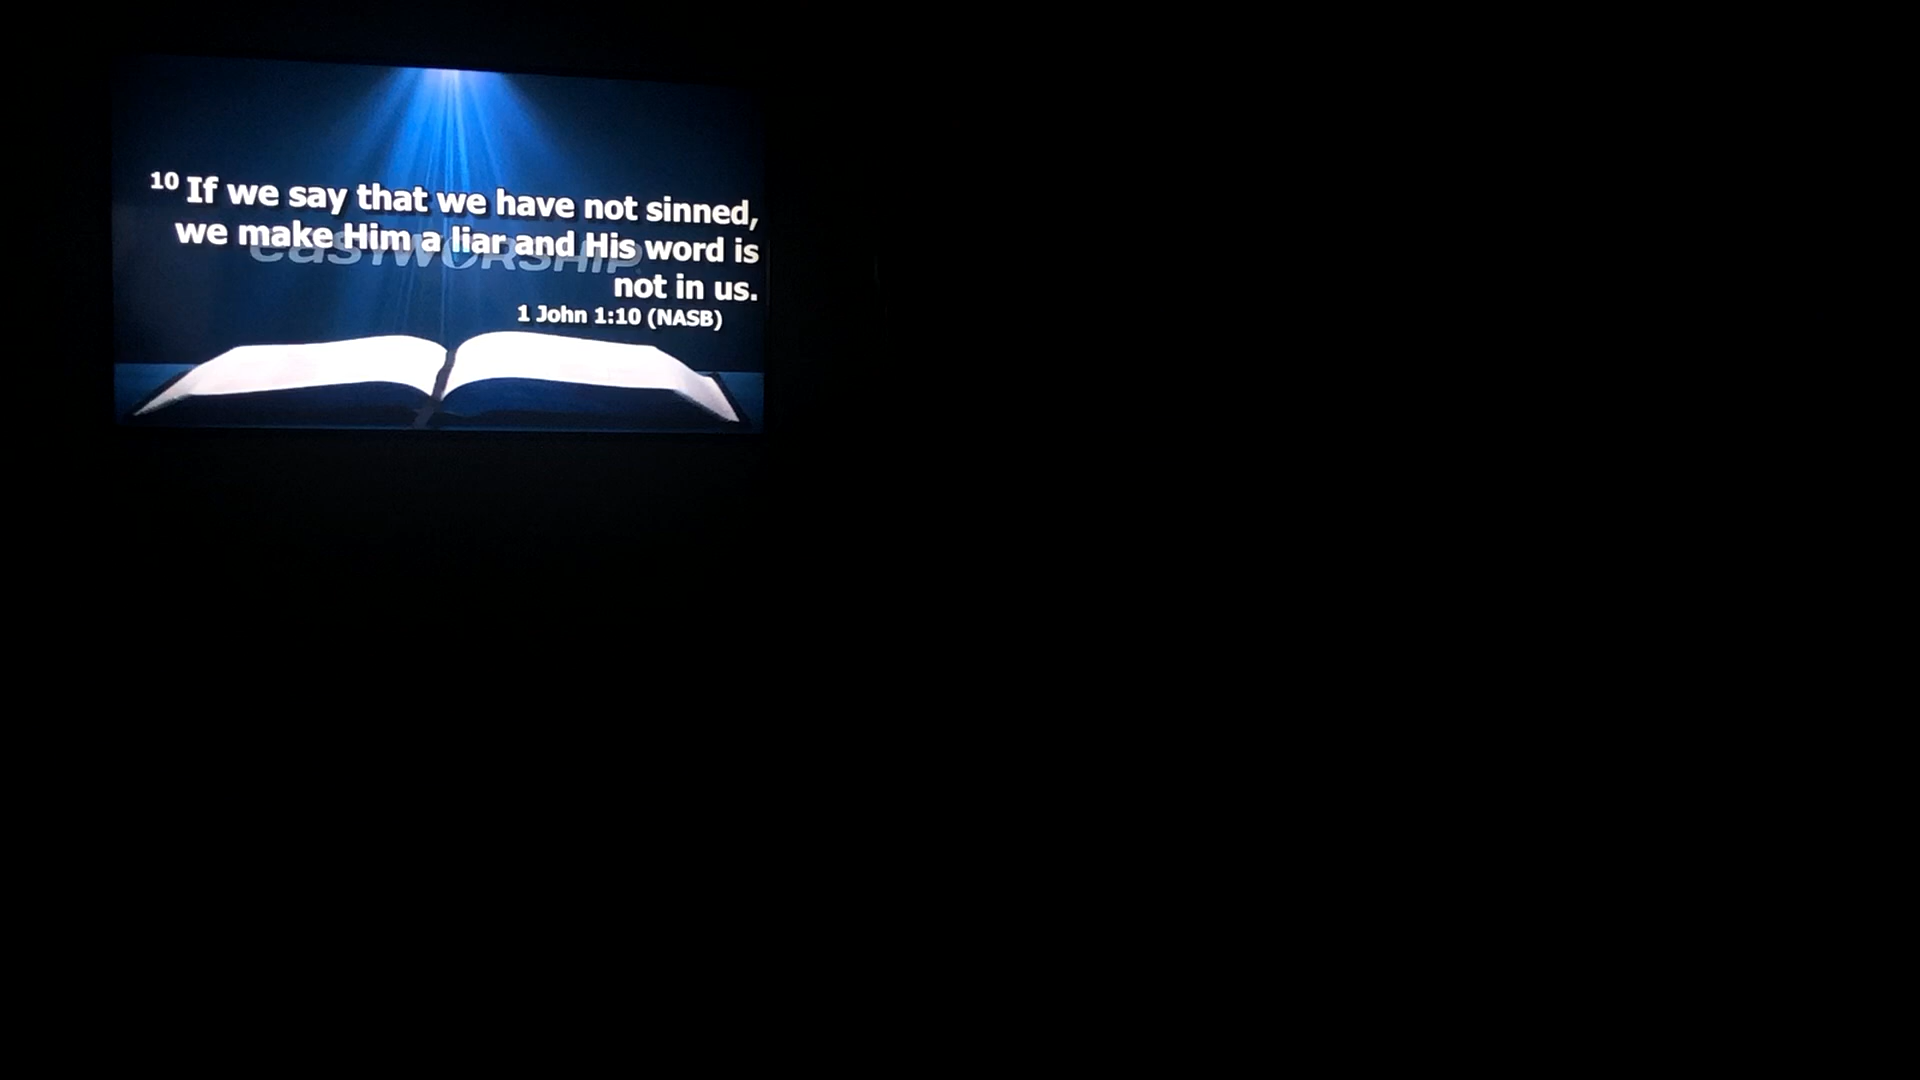 10 If we say that we have not sinned,
we make Him a liar and His word is
easyworship
not in us.
1 John 1:10 (NASB)